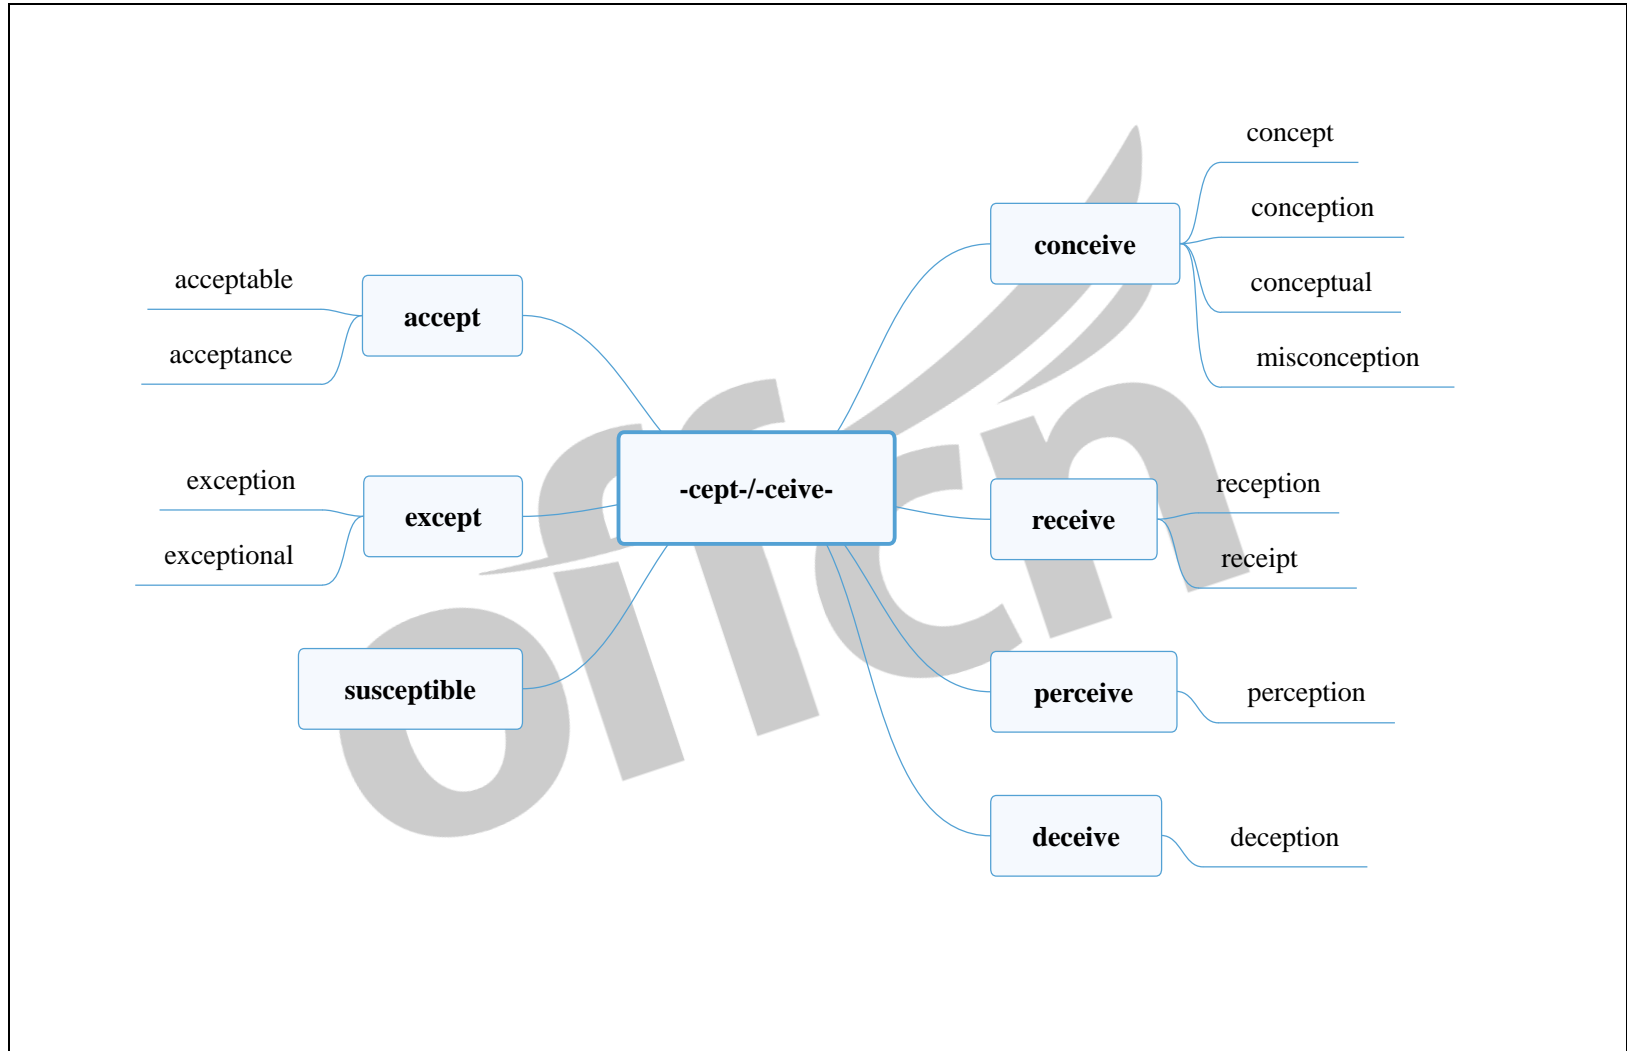 -cept-/-ceive-
conceive
concept
conception
conceptual
misconception
receive
reception
receipt
perceive
perception
deceive
deception
accept
acceptable
acceptance
except
exception
exceptional
susceptible
offcn